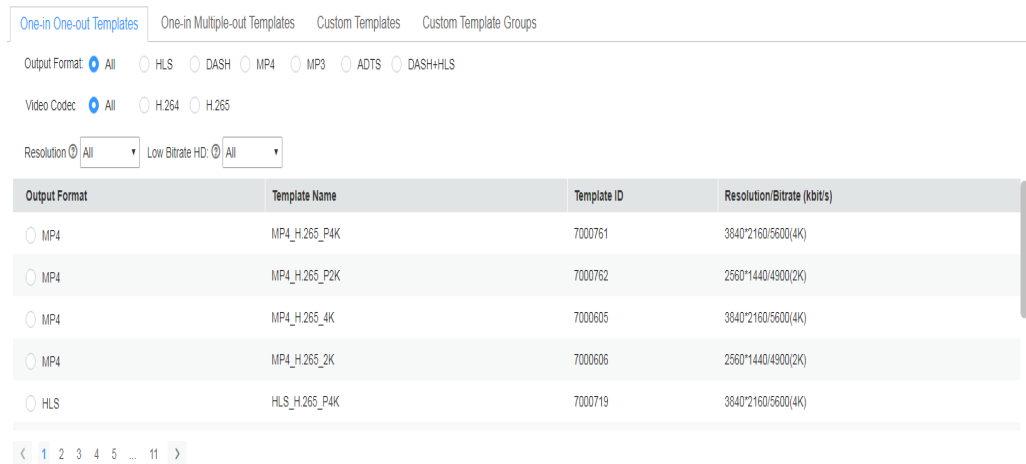 One-in One-out Templates One-in Multiple-out Templates Custom Templates Custom Template Groups
Output Format: All HLS DASH MP4 MP3 ADTS DASH+HLS
Video Codec All H.264 H.265
Resolution ? All Low Bitrate HD: ? All
Output Format Template Name Template ID Resolution/Bitrate (kbit/s)
MP4 MP4_H.265_P4K 7000761 3840*2160/5600(4K)
MP4 MP4_H.265_P2K 7000762 2560*1440/4900(2K)
MP4 MP4_H.265_4K 7000605 3840*2160/5600(4K)
MP4 MP4_H.265_2K 7000606 2560*1440/4900(2K)
HLS HLS_H.265_P4K 7000719 3840*2160/5600(4K)
< 1 2 3 4 5 ... 11 >